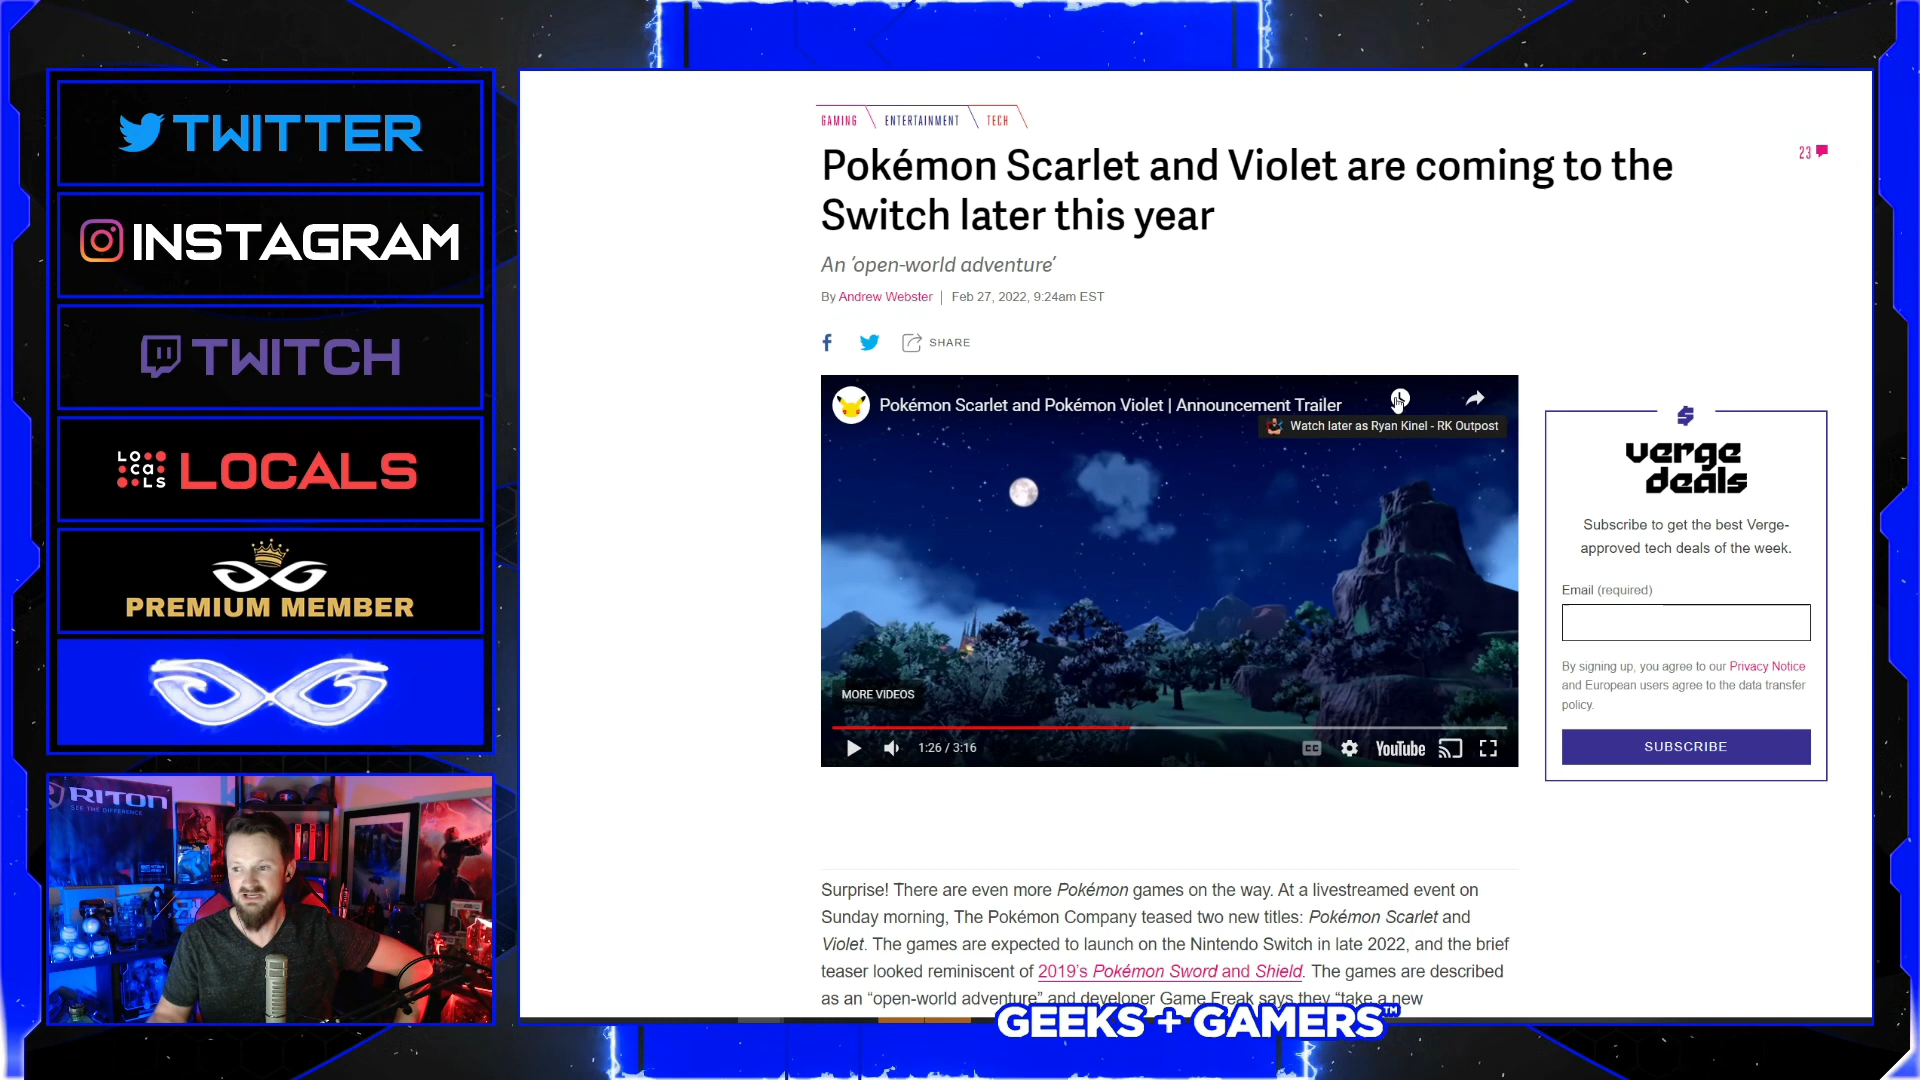 TWITTER
INSTAGRAM
TWITCH
LOCALS
LOCALS
PREMIUM MEMBER
RITON
SEE THE DIFFERENCE
GAMING
ENTERTAINMENT
TECH
Pokémon Scarlet and Violet are coming to the
Switch later this year
23
An ‘open-world adventure’
By Andrew Webster | Feb 27, 2022, 9:24am EST
SHARE
Pokémon Scarlet and Pokémon Violet | Announcement Trailer
Watch later as Ryan Kinel - RK Outpost
MORE VIDEOS
1:26 / 3:16
CC
YouTube
verge
deals
Subscribe to get the best Verge-
approved tech deals of the week.
Email (required)
By signing up, you agree to our Privacy Notice
and European users agree to the data transfer
policy.
SUBSCRIBE
Surprise! There are even more Pokémon games on the way. At a livestreamed event on
Sunday morning, The Pokémon Company teased two new titles: Pokémon Scarlet and
Violet. The games are expected to launch on the Nintendo Switch in late 2022, and the brief
teaser looked reminiscent of 2019’s Pokémon Sword and Shield. The games are described
as an “open-world adventure” and developer Game Freak says they “take a new
GEEKS + GAMERS™